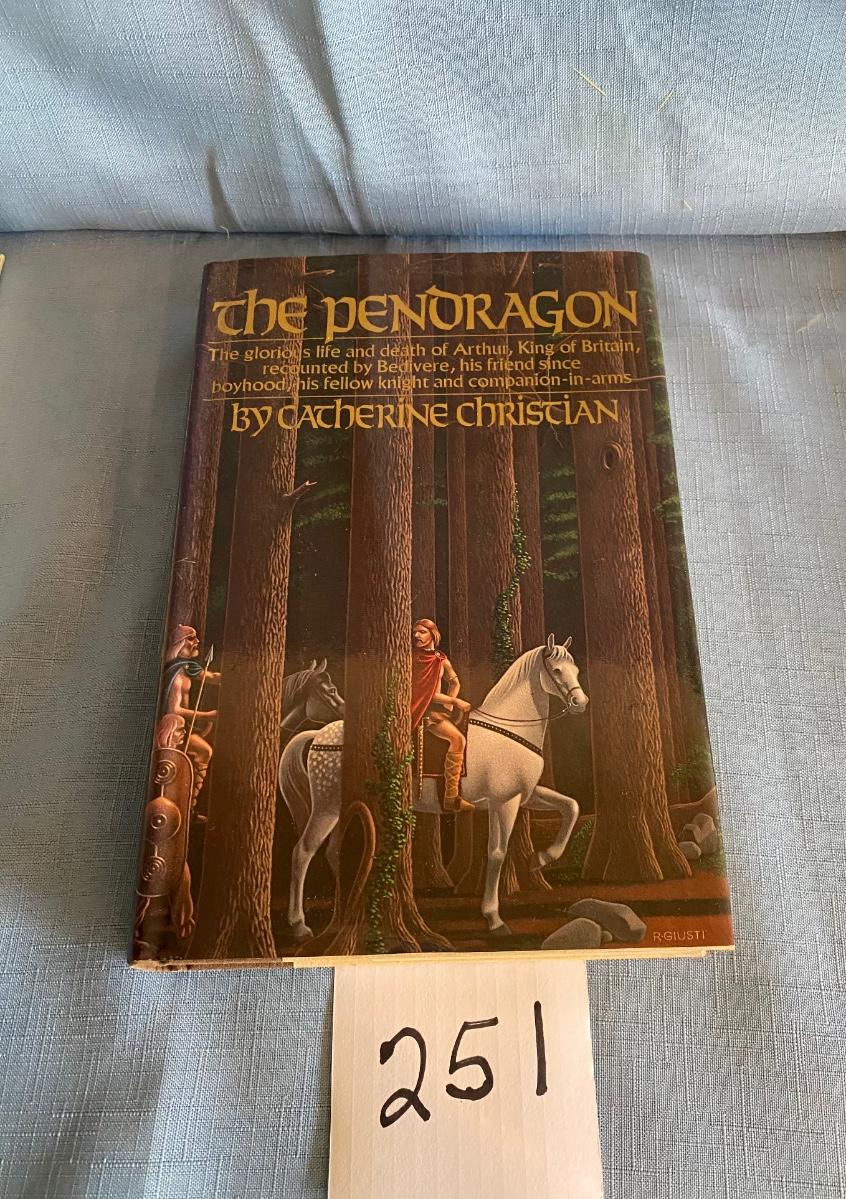 The Pendragon
The glorious life and death of Arthur, King of Britain,
recounted by Bedivere, his friend since
boyhood, his fellow knight and companion-in-arms
by Catherine Christian
R·GIUSTI
251